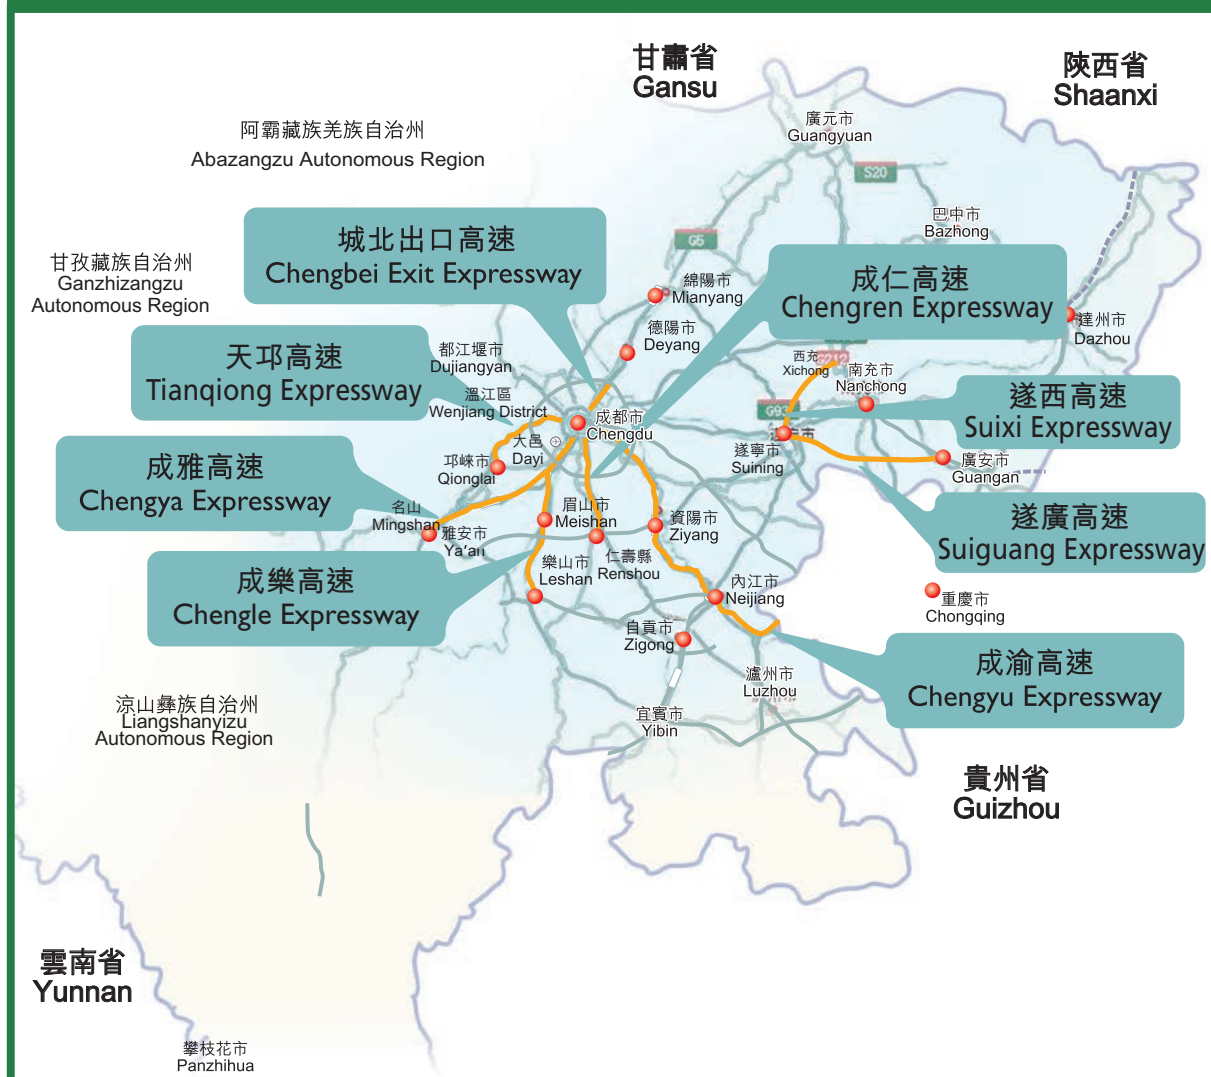 甘肅省
Gansu
陝西省
Shaanxi
廣元市
Guangyuan
阿霸藏族羌族自治州
Abazangzu Autonomous Region
S20
巴中市
Bazhong
城北出口高速
Chengbei Exit Expressway
G5
甘孜藏族自治州
Ganzhizangzu
Autonomous Region
綿陽市
Mianyang
成仁高速
Chengren Expressway
德陽市
Deyang
達州市
Dazhou
天邛高速
Tianqiong Expressway
都江堰市
Dujiangyan
西充
Xichong
G212
南充市
Nanchong
溫江區
Wenjiang District
成都市
Chengdu
G93
遂西高速
Suixi Expressway
大邑
Dayi
遂寧市
Suining
邛崍市
Qionglai
廣安市
Guangan
成雅高速
Chengya Expressway
名山
Mingshan
眉山市
Meishan
資陽市
Ziyang
雅安市
Ya'an
遂廣高速
Suiguang Expressway
樂山市
Leshan
仁壽縣
Renshou
成樂高速
Chengle Expressway
內江市
Neijiang
重慶市
Chongqing
自貢市
Zigong
成渝高速
Chengyu Expressway
瀘州市
Luzhou
涼山彝族自治州
Liangshanyizu
Autonomous Region
宜賓市
Yibin
貴州省
Guizhou
雲南省
Yunnan
攀枝花市
Panzhihua